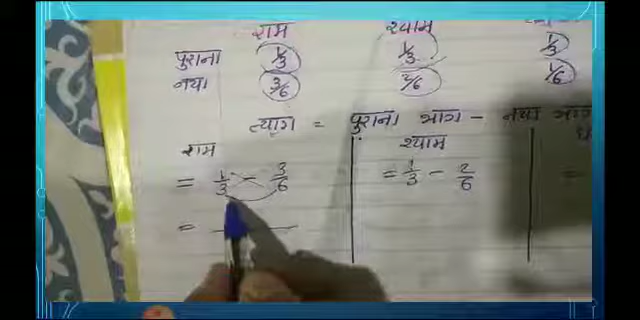 राम श्याम
पुराना 1/3 1/3 1/3
नया 3/6 2/6 1/6
त्याग = पुराना भाग - नया भाग
राम श्याम
= 1/3 - 3/6 = 1/3 - 2/6 =
=